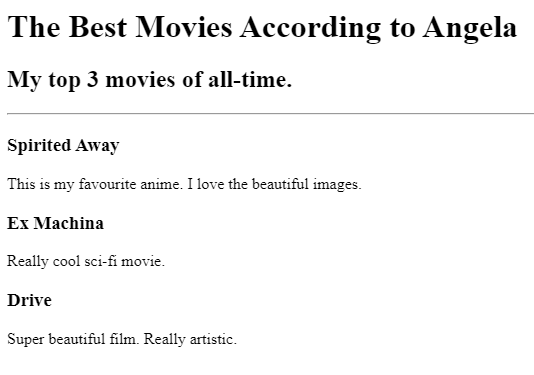 The Best Movies According to Angela
My top 3 movies of all-time.
Spirited Away
This is my favourite anime. I love the beautiful images.
Ex Machina
Really cool sci-fi movie.
Drive
Super beautiful film. Really artistic.